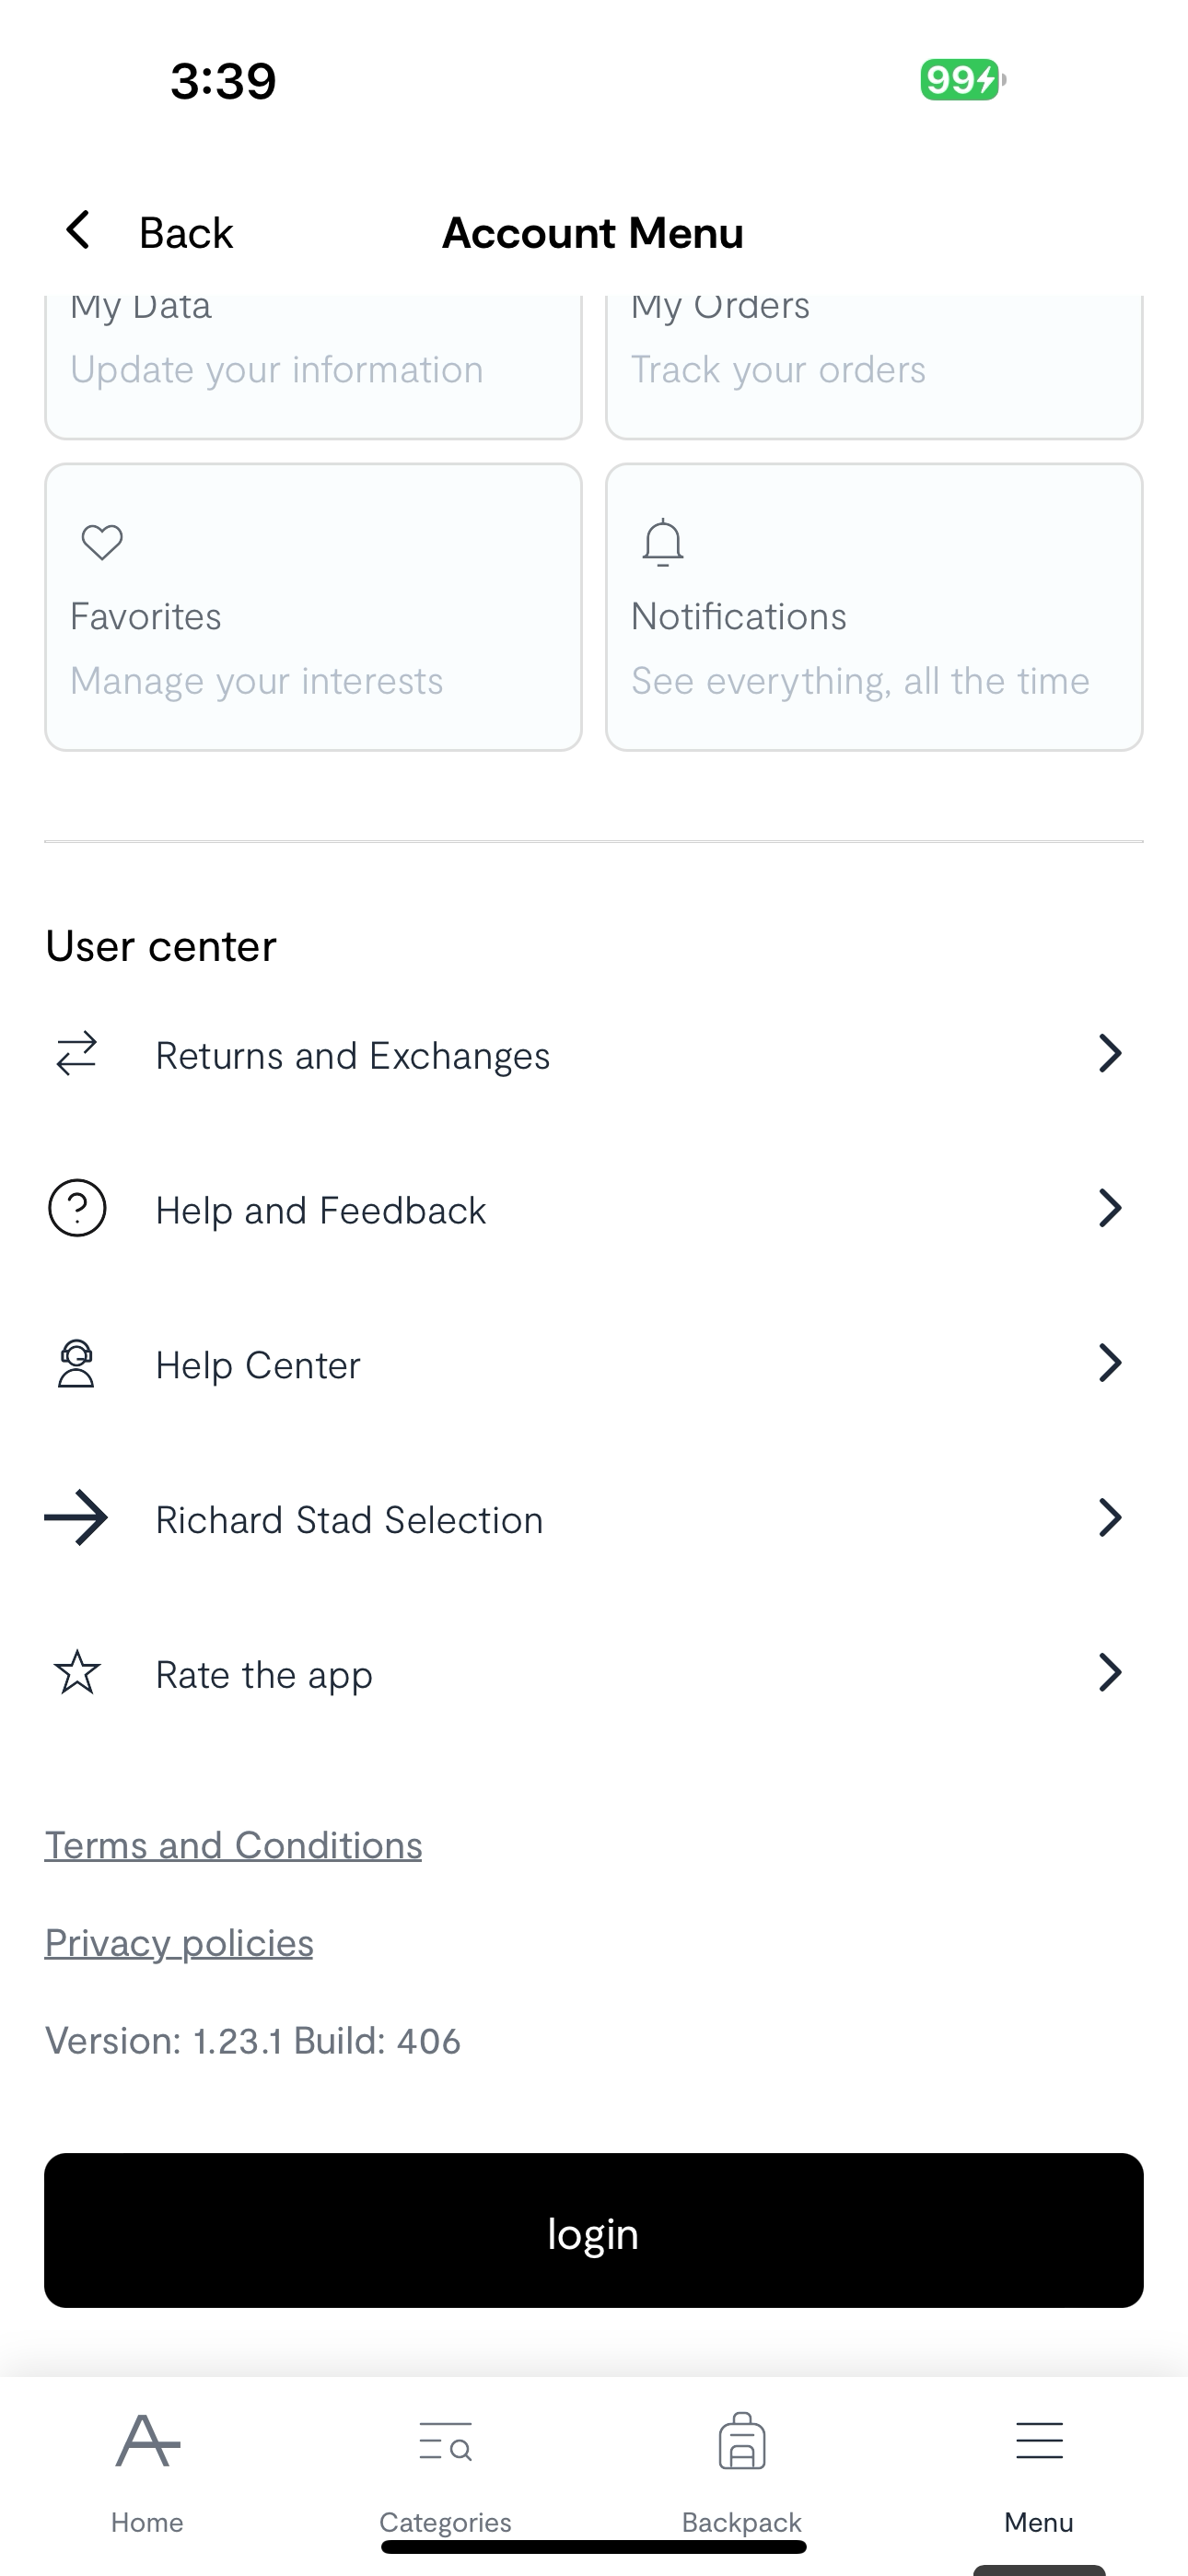 3:39
99
Back
Account Menu
My Data
My Orders
Update your information
Track your orders
Favorites
Notifications
Manage your interests
See everything, all the time
User center
Returns and Exchanges
Help and Feedback
Help Center
Richard Stad Selection
Rate the app
Terms and Conditions
Privacy policies
Version: 1.23.1 Build: 406
login
Home
Categories
Backpack
Menu